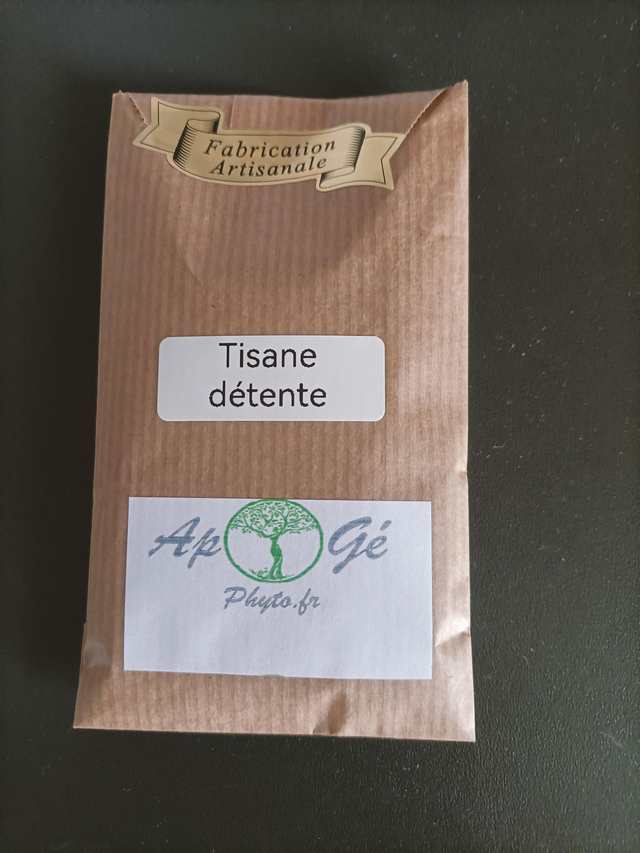 Fabrication
Artisanale
Tisane
détente
Ap Gé
Phyto.fr